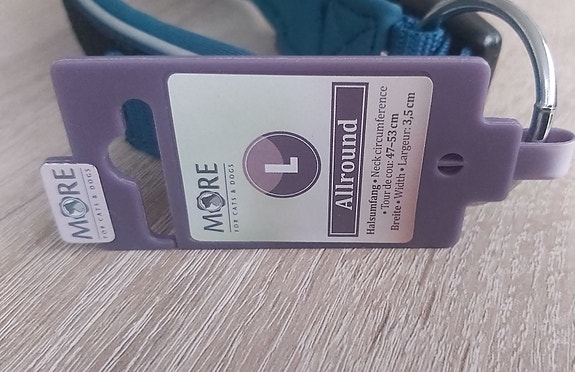 MORE
FOR CATS & DOGS
MORE
FOR CATS & DOGS
L
Allround
Halsumfang • Neck circumference
• Tour de cou: 47–53 cm
Breite • Width • Largeur: 3,5 cm